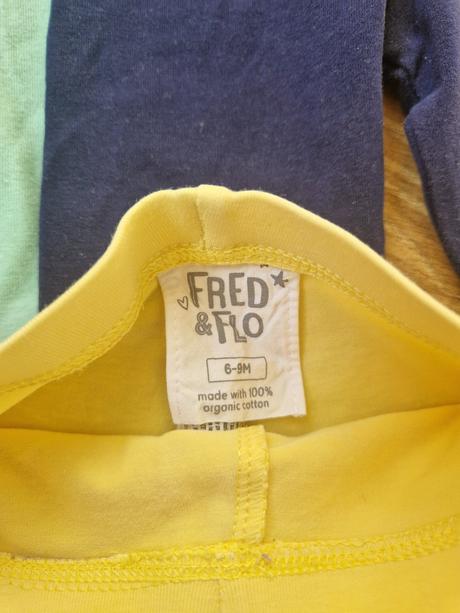 FRED
& FLO
6-9M
made with 100%
organic cotton